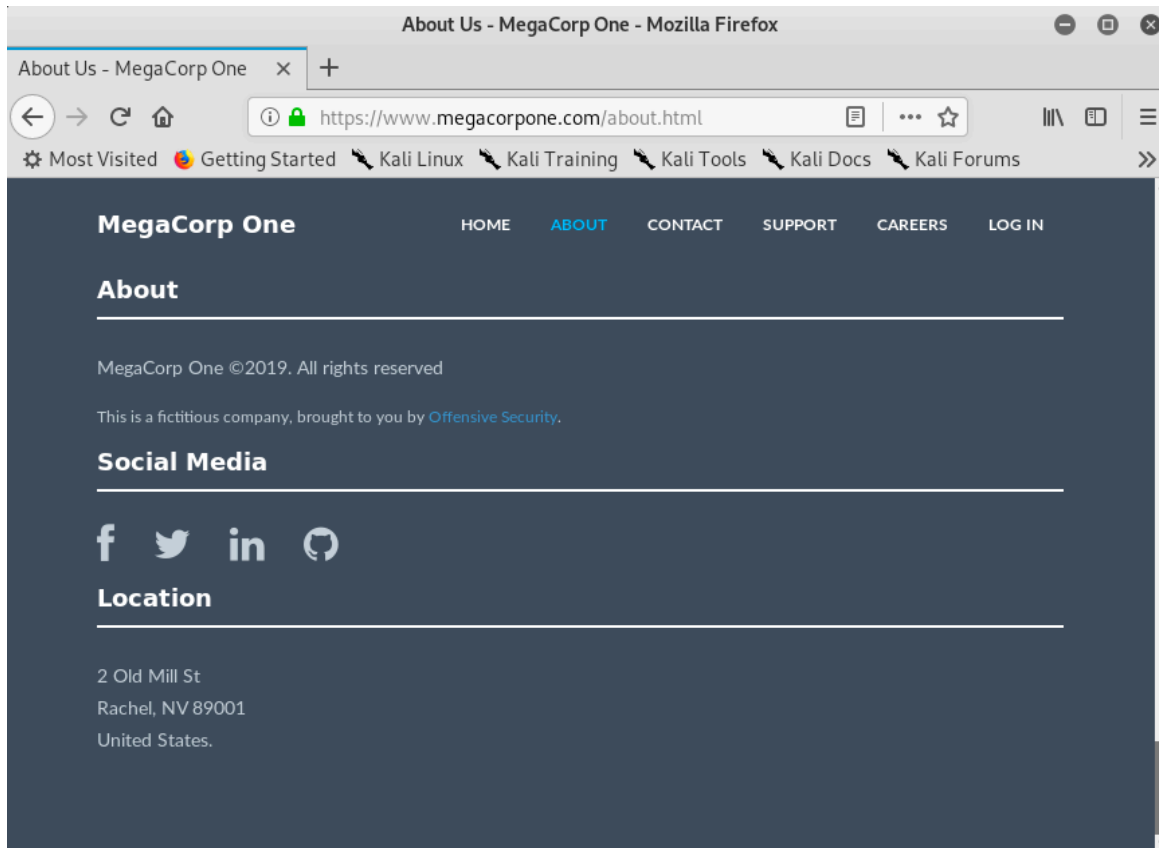 About Us - MegaCorp One - Mozilla Firefox
About Us - MegaCorp One
https://www.megacorpone.com/about.html
Most Visited Getting Started Kali Linux Kali Training Kali Tools Kali Docs Kali Forums
MegaCorp One HOME ABOUT CONTACT SUPPORT CAREERS LOG IN
About
MegaCorp One ©2019. All rights reserved
This is a fictitious company, brought to you by Offensive Security.
Social Media
Location
2 Old Mill St
Rachel, NV 89001
United States.